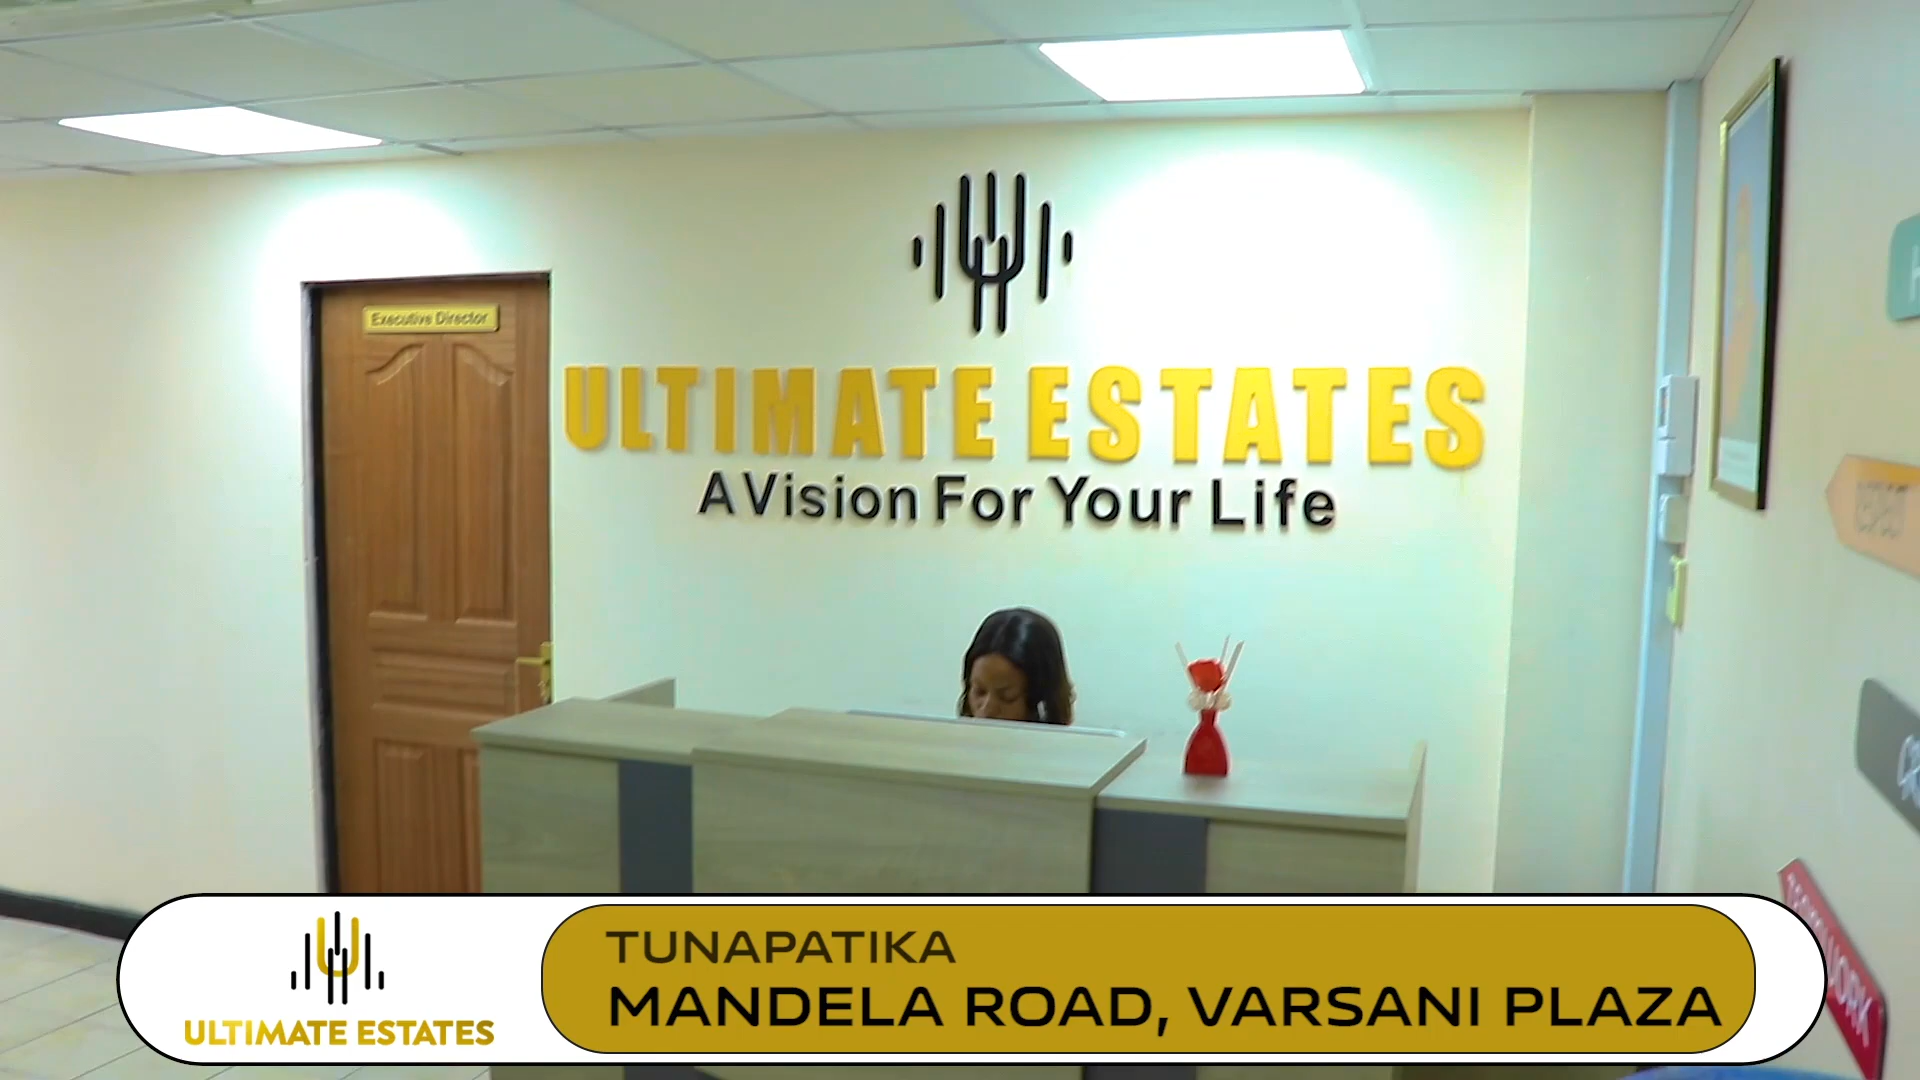 Executive Director
ULTIMATE ESTATES
A Vision For Your Life
TUNAPATIKA
MANDELA ROAD, VARSANI PLAZA
ULTIMATE ESTATES